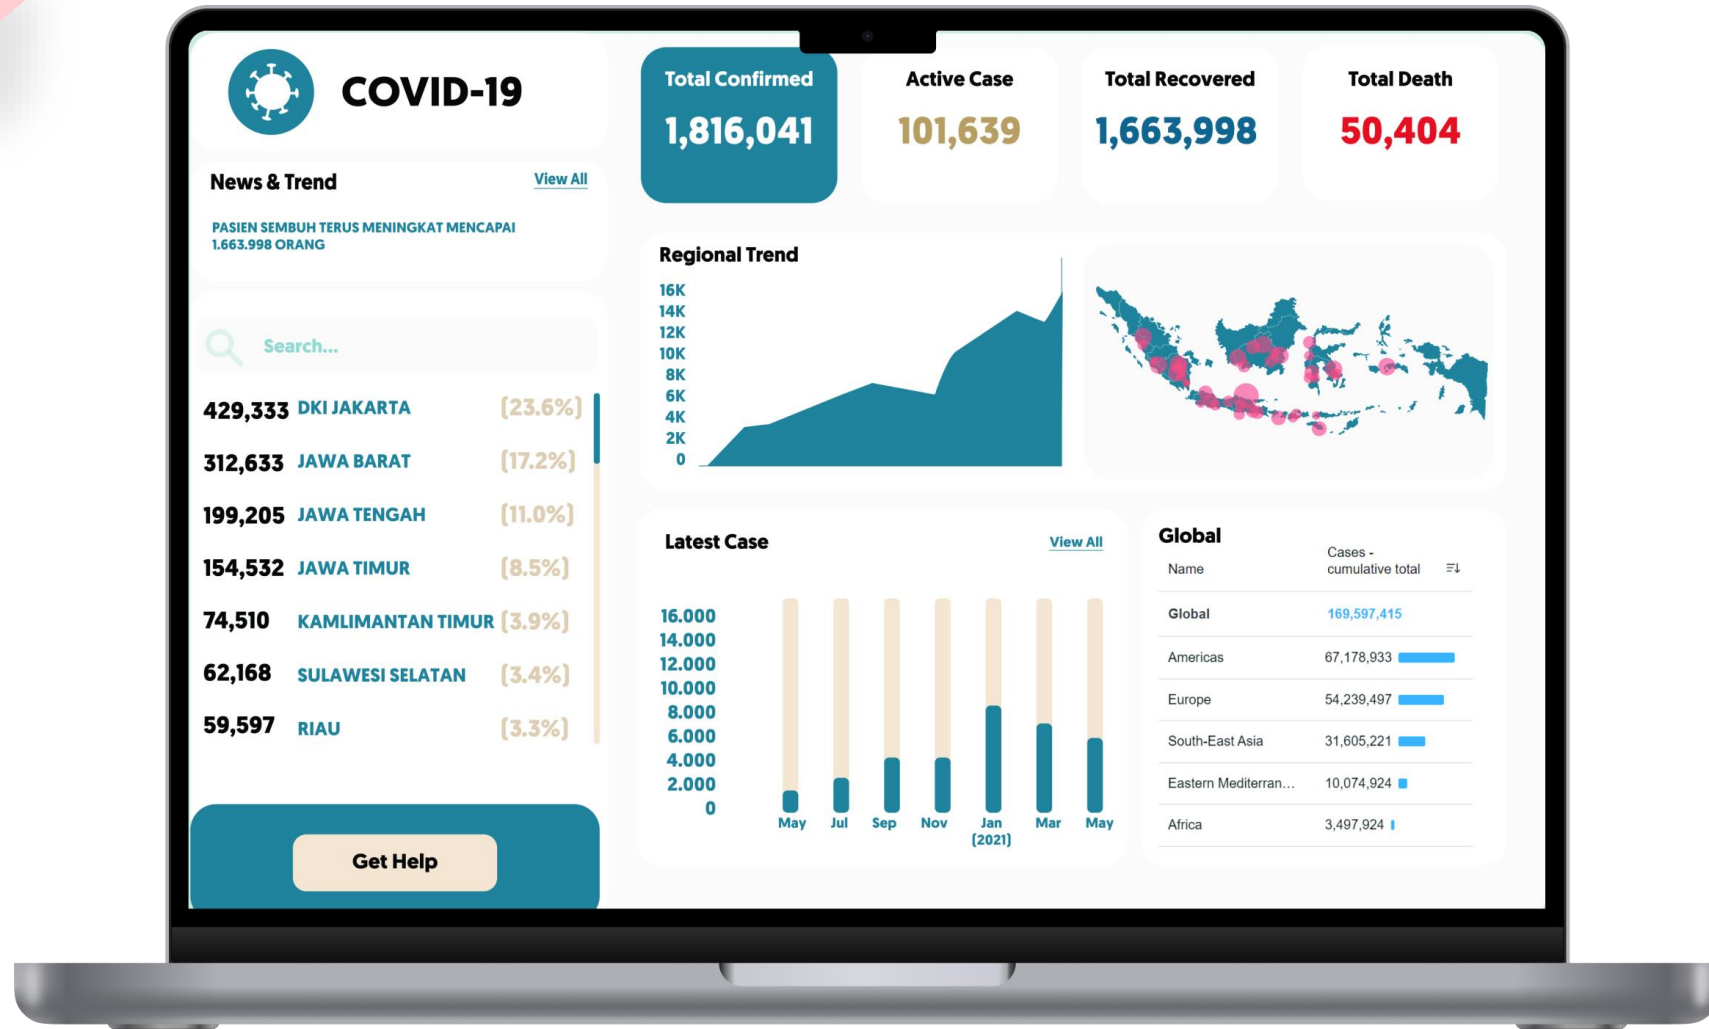 COVID-19
News & Trend
View All
PASIEN SEMBUH TERUS MENINGKAT MENCAPAI
1.663.998 ORANG
Search...
429,333 DKI JAKARTA (23.6%)
312,633 JAWA BARAT (17.2%)
199,205 JAWA TENGAH (11.0%)
154,532 JAWA TIMUR (8.5%)
74,510 KAMLIMANTAN TIMUR (3.9%)
62,168 SULAWESI SELATAN (3.4%)
59,597 RIAU (3.3%)
Get Help
Total Confirmed
1,816,041
Active Case
101,639
Total Recovered
1,663,998
Total Death
50,404
Regional Trend
16K
14K
12K
10K
8K
6K
4K
2K
0
Latest Case
View All
16.000
14.000
12.000
10.000
8.000
6.000
4.000
2.000
0
May Jul Sep Nov Jan Mar May
(2021)
Global
Cases -
Name cumulative total
Global 169,597,415
Americas 67,178,933
Europe 54,239,497
South-East Asia 31,605,221
Eastern Mediterran... 10,074,924
Africa 3,497,924